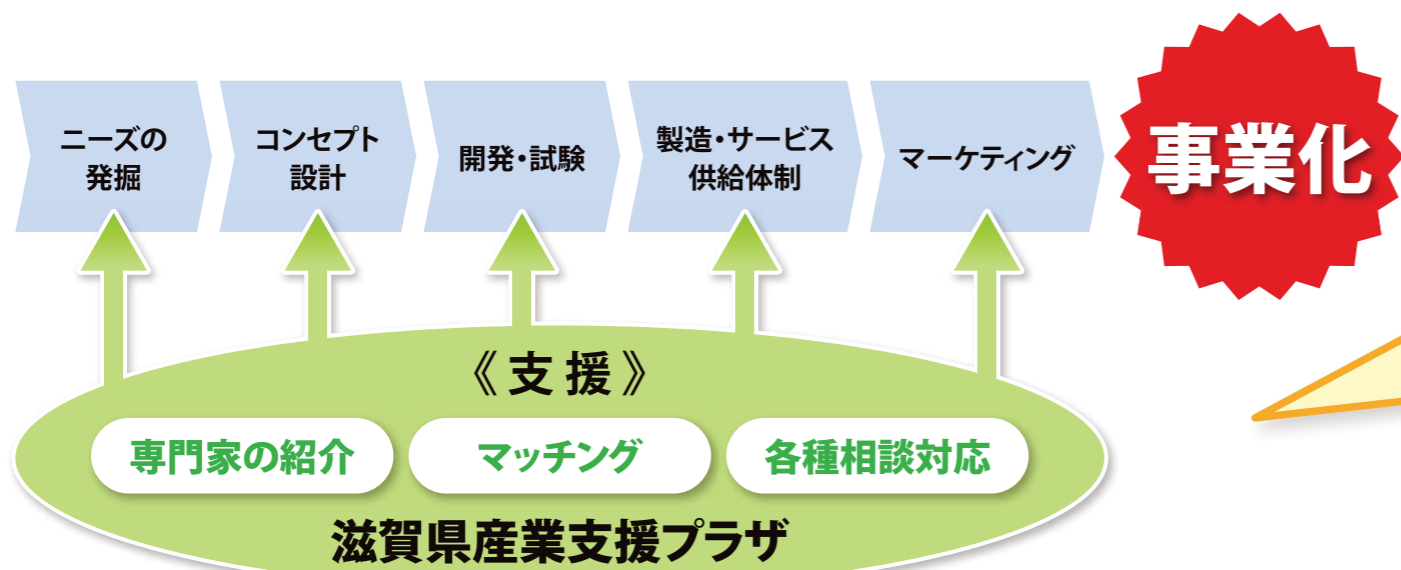 ニーズの
発掘
コンセプト
設計
開発・試験
製造・サービス
供給体制
マーケティング
事業化
《支援》
専門家の紹介
マッチング
各種相談対応
滋賀県産業支援プラザ